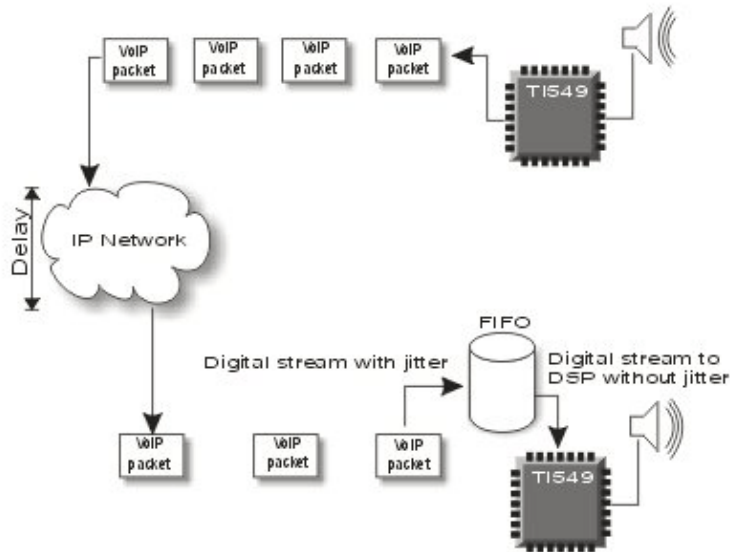 VoIP
packet
VoIP
packet
VoIP
packet
VoIP
packet
TI549
Delay
IP Network
FIFO
Digital stream with jitter
Digital stream to
DSP without jitter
VoIP
packet
VoIP
packet
VoIP
packet
TI549